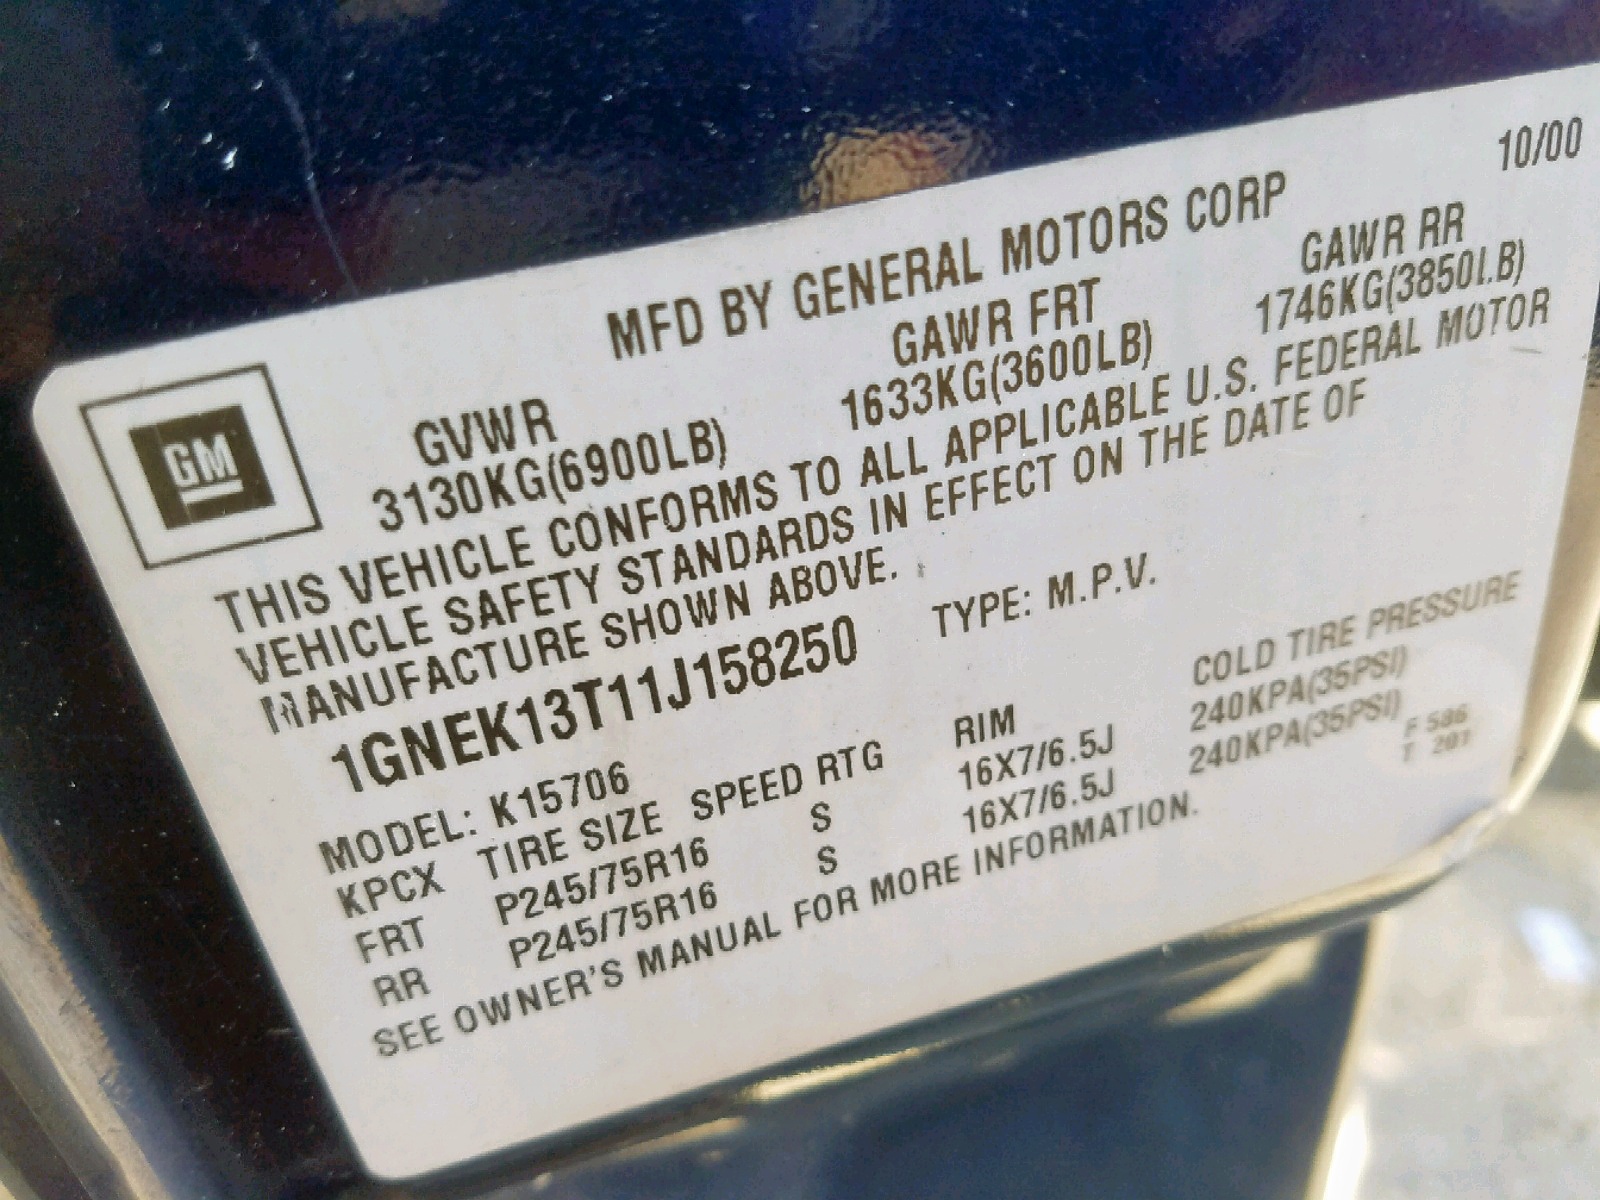 10/00
MFD BY GENERAL MOTORS CORP
GM
GVWR GAWR FRT GAWR RR
3130KG(6900LB) 1633KG(3600LB) 1746KG(3850LB)
THIS VEHICLE CONFORMS TO ALL APPLICABLE U.S. FEDERAL MOTOR
VEHICLE SAFETY STANDARDS IN EFFECT ON THE DATE OF
MANUFACTURE SHOWN ABOVE.
1GNEK13T11J158250 TYPE: M.P.V.
MODEL: K15706
KPCX TIRE SIZE SPEED RTG RIM COLD TIRE PRESSURE
FRT P245/75R16 S 16X7/6.5J 240KPA(35PSI)
RR P245/75R16 S 16X7/6.5J 240KPA(35PSI)
SEE OWNER'S MANUAL FOR MORE INFORMATION.